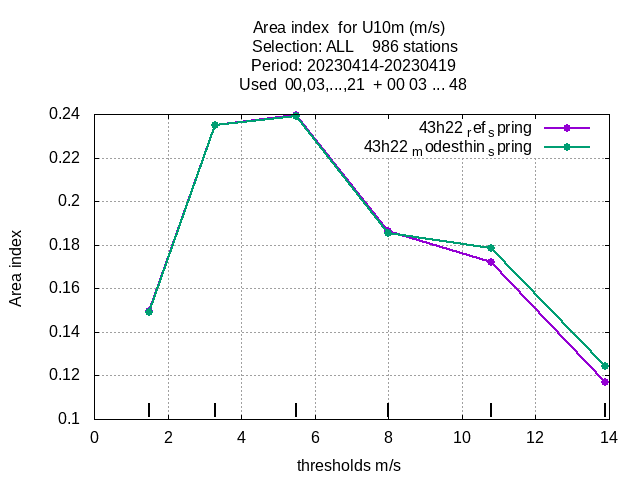 Area index  for U10m (m/s)
Selection: ALL    986 stations
Period: 20230414-20230419
Used  00,03,...,21  + 00 03 ... 48
43h22 ref spring
43h22 modesthin spring
0.24
0.22
0.2
0.18
0.16
0.14
0.12
0.1
Area index
0 2 4 6 8 10 12 14
thresholds m/s